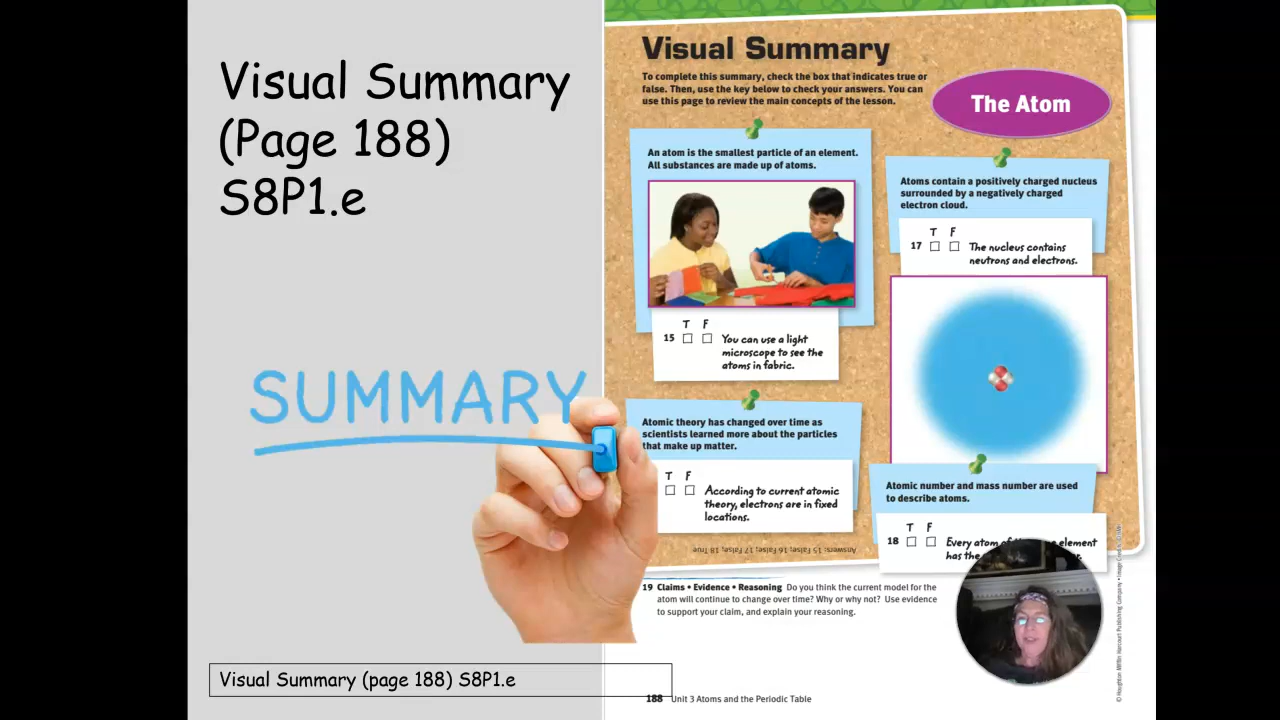 Visual Summary
(Page 188)
S8P1.e
SUMMARY
Visual Summary (page 188) S8P1.e
Visual Summary
To complete this summary, check the box that indicates true or
false. Then, use the key below to check your answers. You can
use this page to review the main concepts of the lesson.
The Atom
An atom is the smallest particle of an element.
All substances are made up of atoms.
T F
15 You can use a light
microscope to see the
atoms in fabric.
Atomic theory has changed over time as
scientists learned more about the particles
that make up matter.
T F
According to current atomic
theory, electrons are in fixed
locations.
Answers: 15 False; 16 False; 17 False; 18 True
Atoms contain a positively charged nucleus
surrounded by a negatively charged
electron cloud.
T F
17 The nucleus contains
neutrons and electrons.
Atomic number and mass number are used
to describe atoms.
T F
18 Every atom element
has the
19 Claims • Evidence • Reasoning Do you think the current model for the
atom will continue to change over time? Why or why not? Use evidence
to support your claim, and explain your reasoning.
188 Unit 3 Atoms and the Periodic Table
© Houghton Mifflin Harcourt Publishing Company • Image Credits: